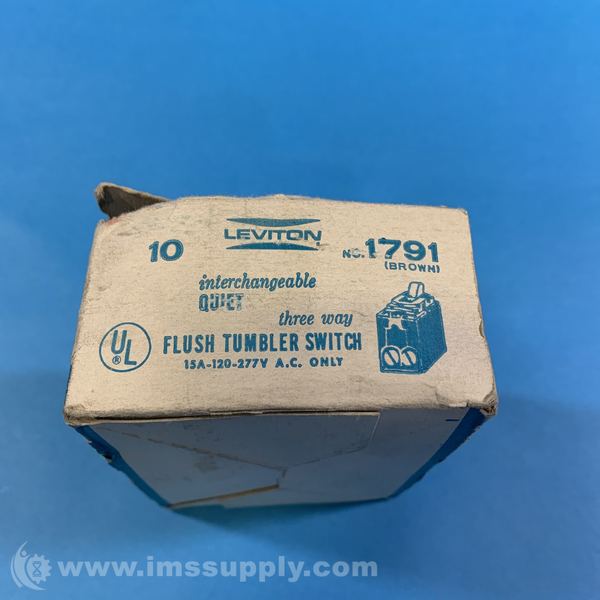 10
LEVITON
NO. 1791
(BROWN)
interchangeable
QUIET
three way
UL ®
FLUSH TUMBLER SWITCH
15A-120-277V A.C. ONLY
www.imssupply.com